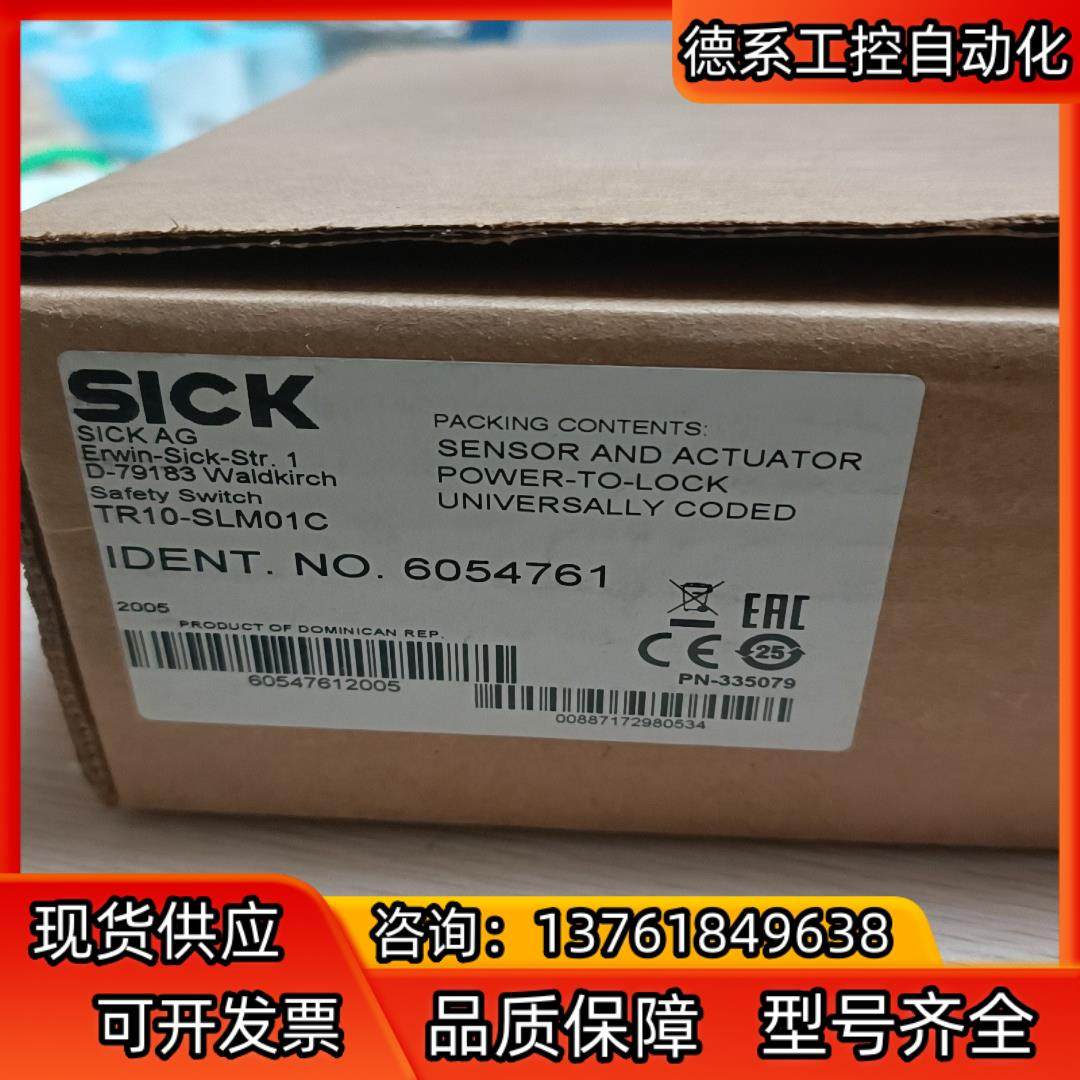 德系工控自动化
SICK
SICK AG
Erwin-Sick-Str. 1
D-79183 Waldkirch
Safety Switch
TR10-SLM01C
PACKING CONTENTS:
SENSOR AND ACTUATOR
POWER-TO-LOCK
UNIVERSALLY CODED
IDENT. NO. 6054761
2005
PRODUCT OF DOMINICAN REP.
60547612005
EAC
CE 25
PN-335079
00887172980534
现货供应
咨询：13761849638
可开发票 品质保障 型号齐全